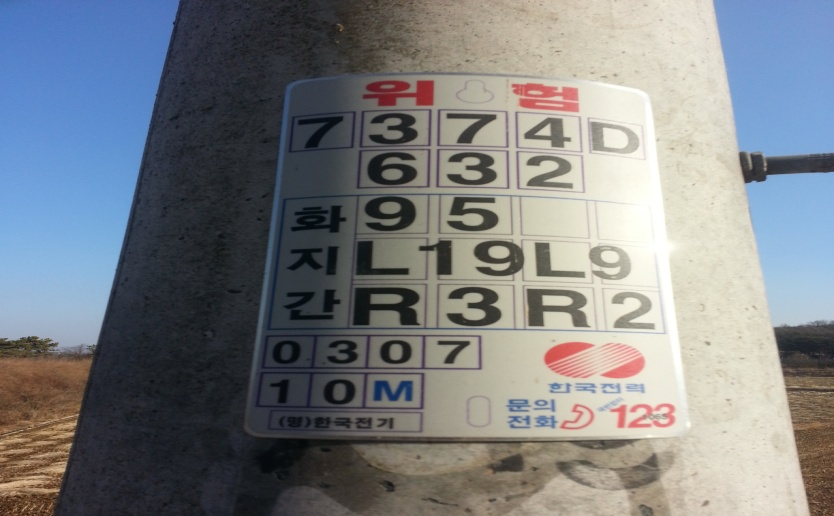 위험
7374D
632
화 95
지 L19L9
간 R3R2
0307
10M
한국전력
(명)한국전기
문의
전화 123